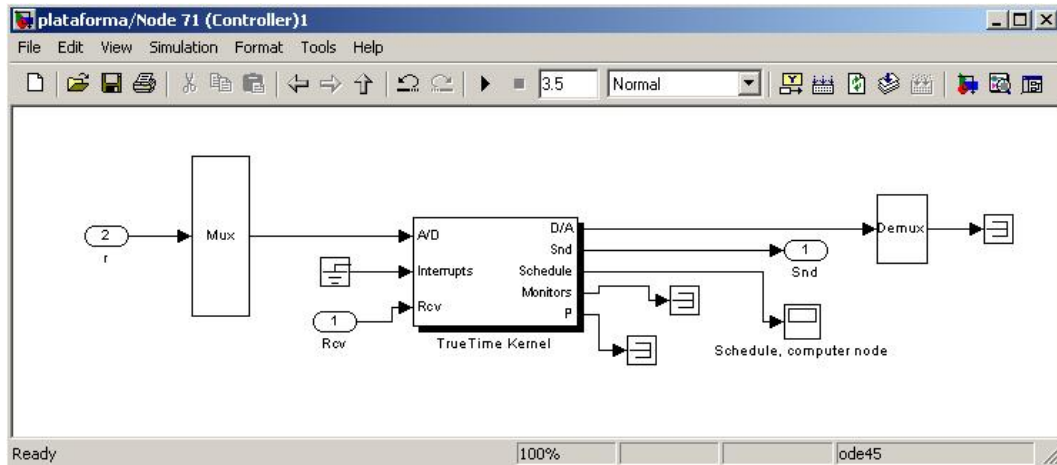 plataforma/Node 71 (Controller)1
File Edit View Simulation Format Tools Help
3.5 Normal
2
r
Mux
A/D
Interrupts
Rcv
D/A
Snd
Schedule
Monitors
P
TrueTime Kernel
1
Rcv
1
Snd
Demux
Schedule, computer node
Ready 100% ode45